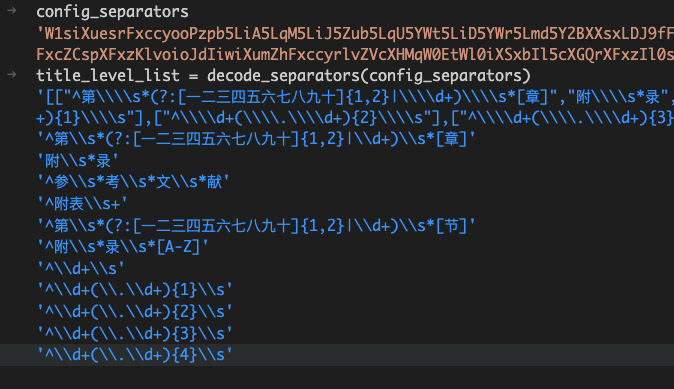 config_separators
'W1siXuesrFxccyooPzpb5LiA5LqM5LiJ5Zub5LqU5YWt5LiD5YWr5Lmd5Y2BXXsxLDJ9fF
FxcZCspXFxzKlvoioJdIiwiXumZhFxccyrlvZVcXHMqW0EtWl0iXSxbIl5cXGQrXFxzIl0s
title_level_list = decode_separators(config_separators)
'[["^第\\\\s*(?:[一二三四五六七八九十]{1,2}|\\\\d+)\\\\s*[章]","附\\\\s*录",
+){1}\\\\s"],["^\\\\d+(\\\\.\\\\d+){2}\\\\s"],["^\\\\d+(\\\\.\\\\d+){3}
'^第\\s*(?:[一二三四五六七八九十]{1,2}|\\d+)\\s*[章]'
'附\\s*录'
'^参\\s*考\\s*文\\s*献'
'^附表\\s+'
'^第\\s*(?:[一二三四五六七八九十]{1,2}|\\d+)\\s*[节]'
'^附\\s*录\\s*[A-Z]'
'^\\d+\\s'
'^\\d+(\\.\\d+){1}\\s'
'^\\d+(\\.\\d+){2}\\s'
'^\\d+(\\.\\d+){3}\\s'
'^\\d+(\\.\\d+){4}\\s'